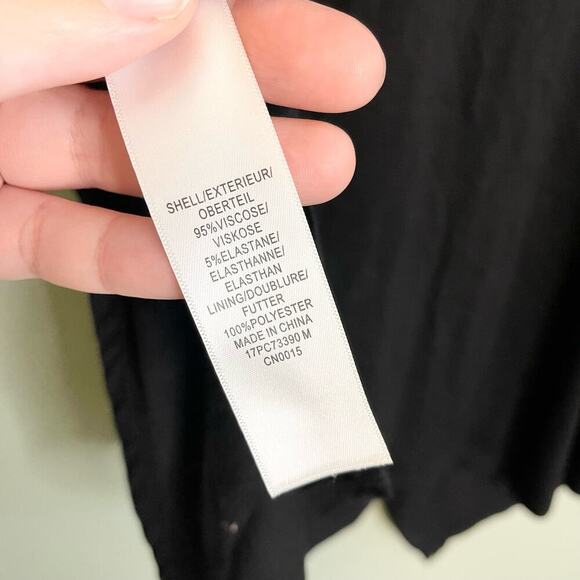 SHELL/EXTERIEUR/
OBERTEIL
95%VISCOSE/
VISKOSE
5%ELASTANE/
ELASTHANNE/
ELASTHAN
LINING/DOUBLURE/
FUTTER
100%POLYESTER
MADE IN CHINA
17PC73390 M
CN0015